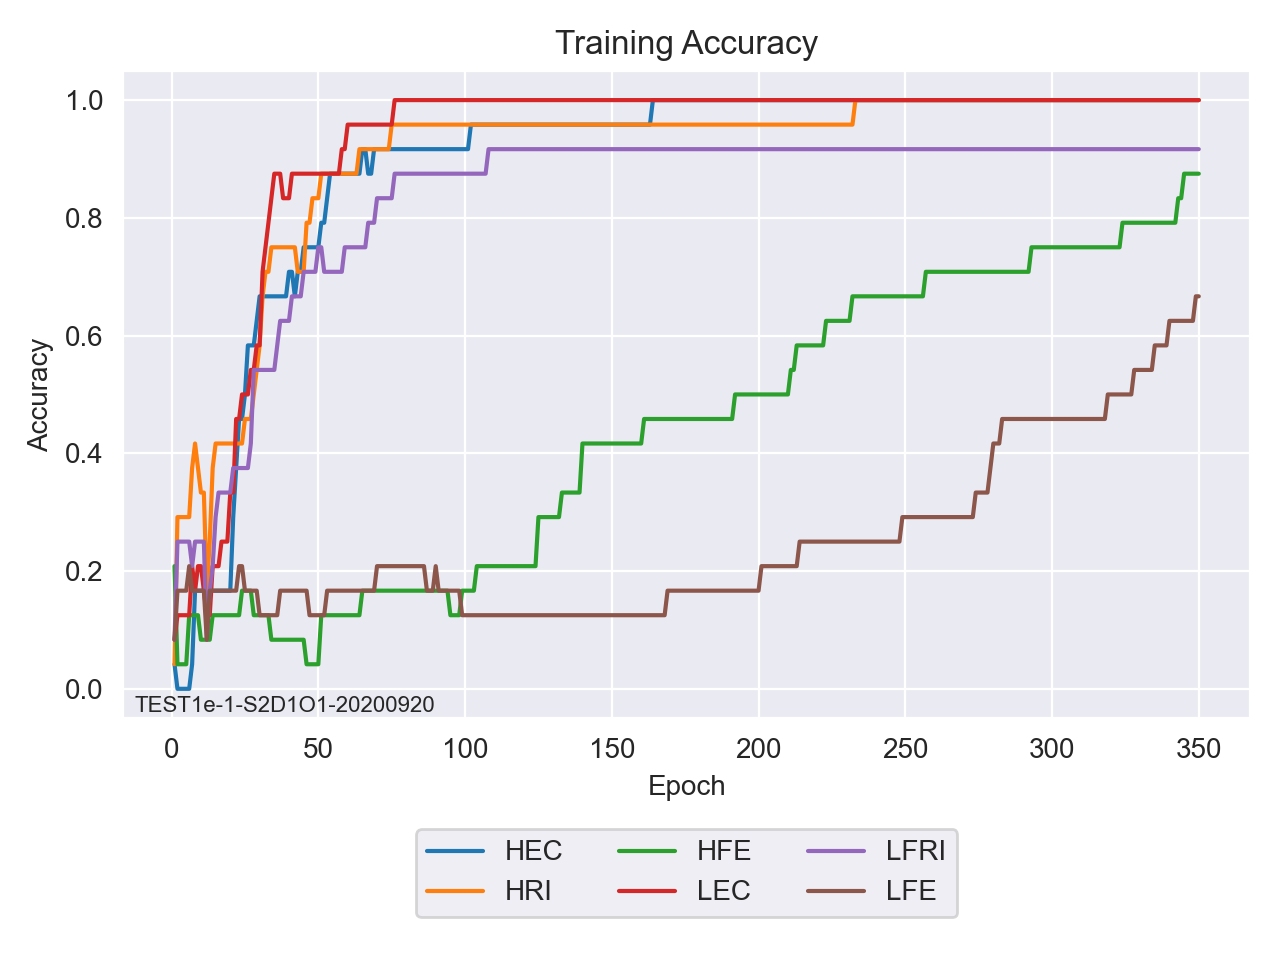 Training Accuracy
1.0
0.8
0.6
0.4
0.2
0.0
Accuracy
TEST1e-1-S2D1O1-20200920
0 50 100 150 200 250 300 350
Epoch
HEC HFE LFRI
HRI LEC LFE